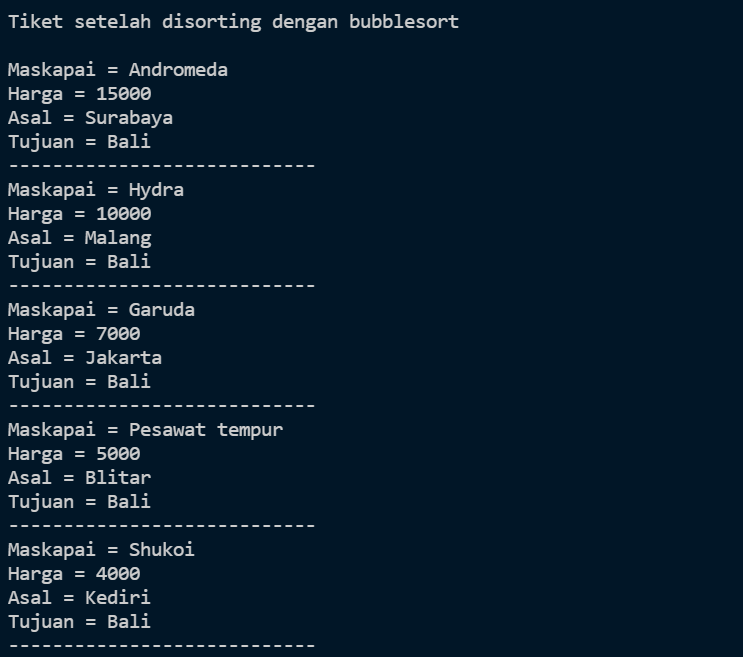 Tiket setelah disorting dengan bubblesort
Maskapai = Andromeda
Harga = 15000
Asal = Surabaya
Tujuan = Bali
----------------------------
Maskapai = Hydra
Harga = 10000
Asal = Malang
Tujuan = Bali
----------------------------
Maskapai = Garuda
Harga = 7000
Asal = Jakarta
Tujuan = Bali
----------------------------
Maskapai = Pesawat tempur
Harga = 5000
Asal = Blitar
Tujuan = Bali
----------------------------
Maskapai = Shukoi
Harga = 4000
Asal = Kediri
Tujuan = Bali
----------------------------